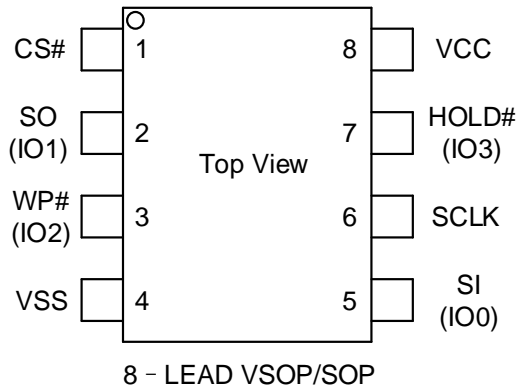 CS# 1 8 VCC
SO
(IO1) 2 7 HOLD#
(IO3)
Top View
WP#
(IO2) 3 6 SCLK
VSS 4 5 SI
(IO0)
8 – LEAD VSOP/SOP